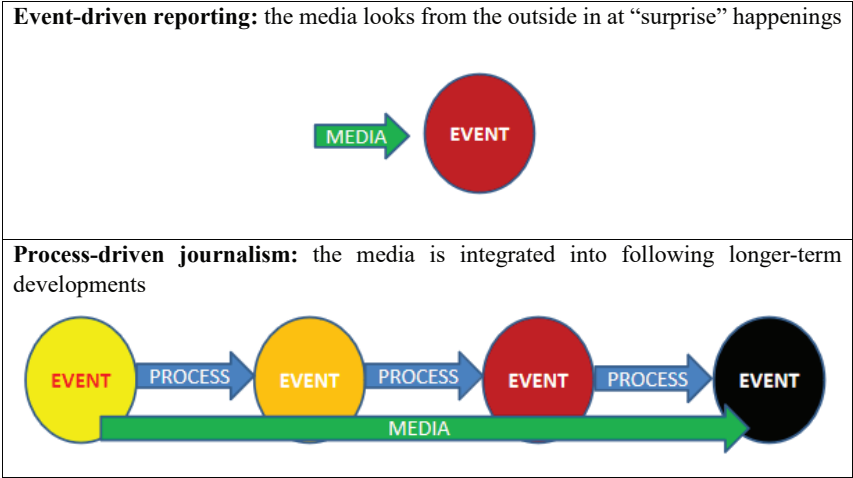 Event-driven reporting: the media looks from the outside in at “surprise” happenings
MEDIA
EVENT
Process-driven journalism: the media is integrated into following longer-term
developments
EVENT
PROCESS
EVENT
PROCESS
EVENT
PROCESS
EVENT
MEDIA